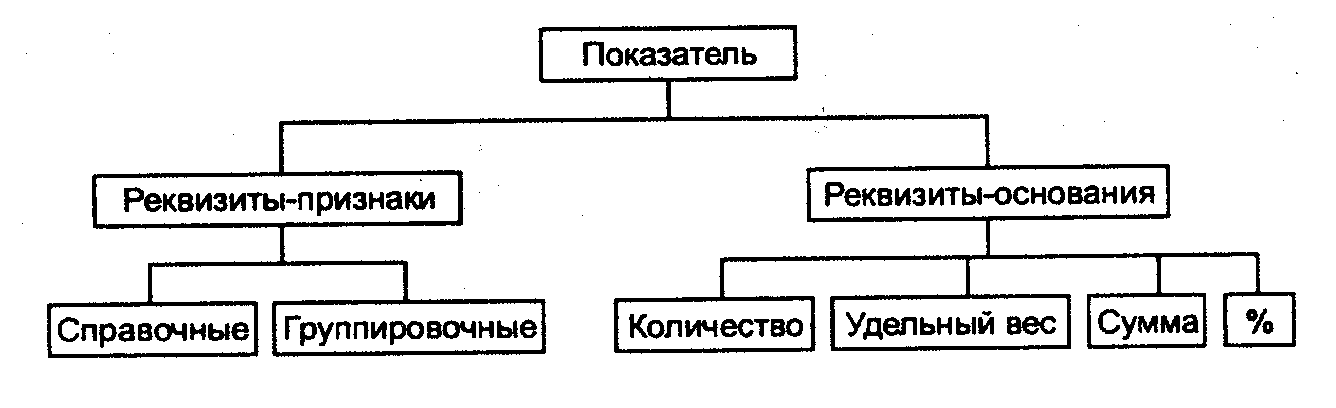 Показатель
Реквизиты-признаки
Реквизиты-основания
Справочные
Группировочные
Количество
Удельный вес
Сумма
%